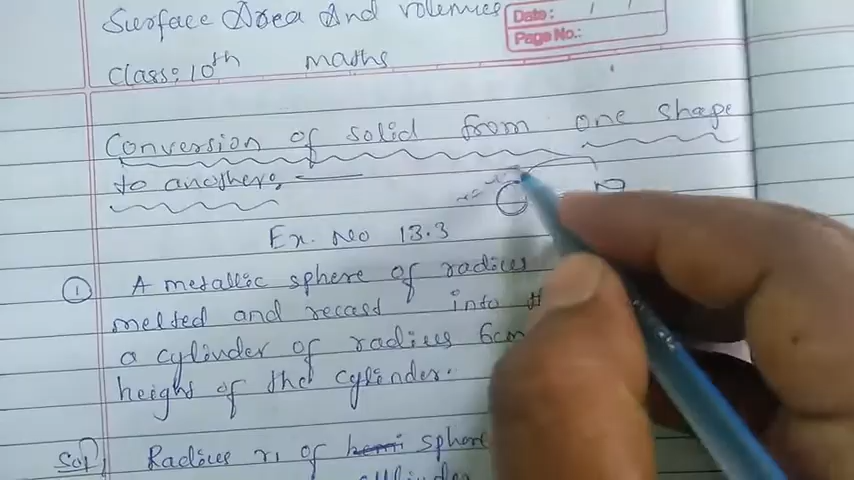 Surface Area And volumes
Date: / /
Page No.:
Class: 10th maths
Conversion of solid from one shape
to another:
Ex. No 13.3
① A metallic sphere of radius
melted and recast into
a cylinder of radius 6cm
height of the cylinder.
Sol Radius r1 of sphere
cylinder